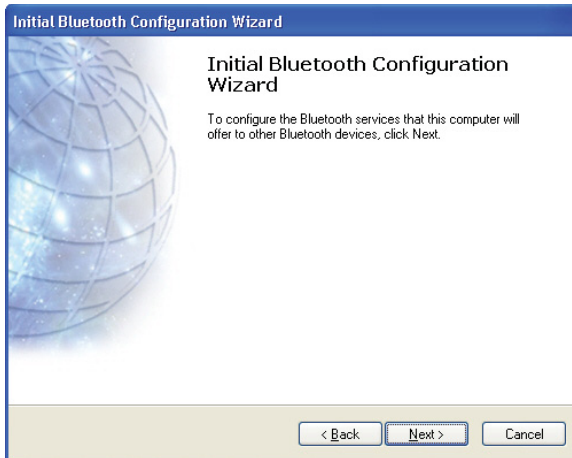 Initial Bluetooth Configuration Wizard
Initial Bluetooth Configuration
Wizard
To configure the Bluetooth services that this computer will
offer to other Bluetooth devices, click Next.
< Back Next > Cancel